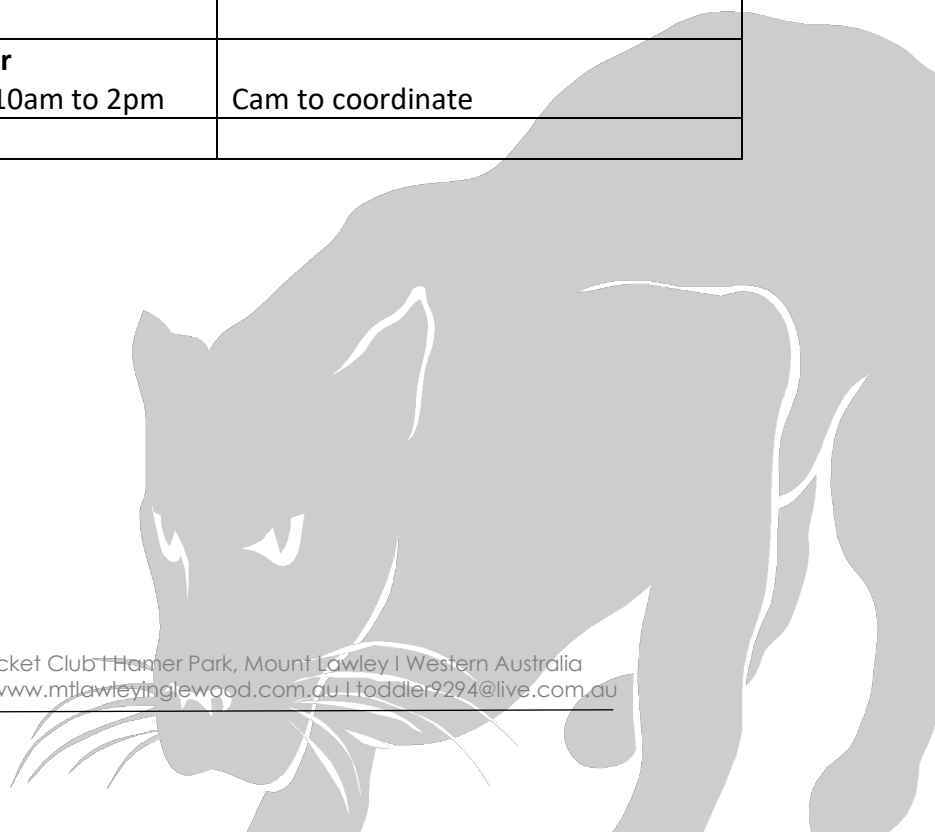 r
10am to 2pm
Cam to coordinate
cket Club I Hamer Park, Mount Lawley I Western Australia
www.mtlawleyinglewood.com.au I toddler9294@live.com.au